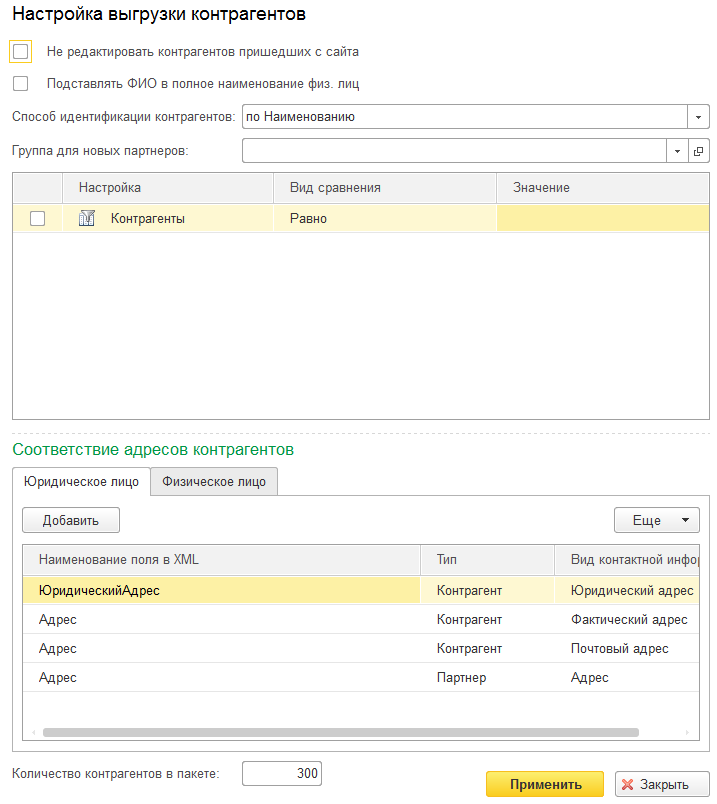 Настройка выгрузки контрагентов
Не редактировать контрагентов пришедших с сайта
Подставлять ФИО в полное наименование физ. лиц
Способ идентификации контрагентов: по Наименованию
Группа для новых партнеров:
Настройка Вид сравнения Значение
Контрагенты Равно
Соответствие адресов контрагентов
Юридическое лицо Физическое лицо
Добавить Еще
Наименование поля в XML Тип Вид контактной инфор
ЮридическийАдрес Контрагент Юридический адрес
Адрес Контрагент Фактический адрес
Адрес Контрагент Почтовый адрес
Адрес Партнер Адрес
Количество контрагентов в пакете: 300 Применить Закрыть